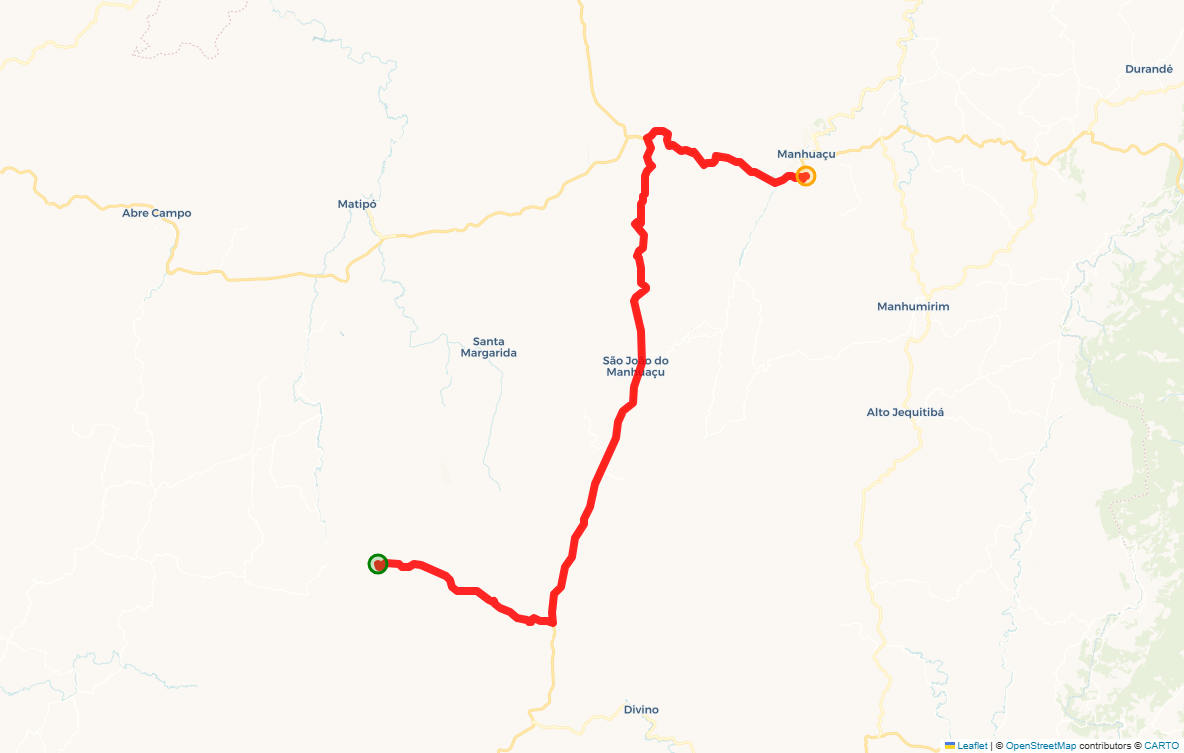 Durandé
Manhuaçu
Matipó
Abre Campo
Manhumirim
Santa
Margarida
São João do
Manhuaçu
Alto Jequitibá
Divino
Leaflet | © OpenStreetMap contributors © CARTO